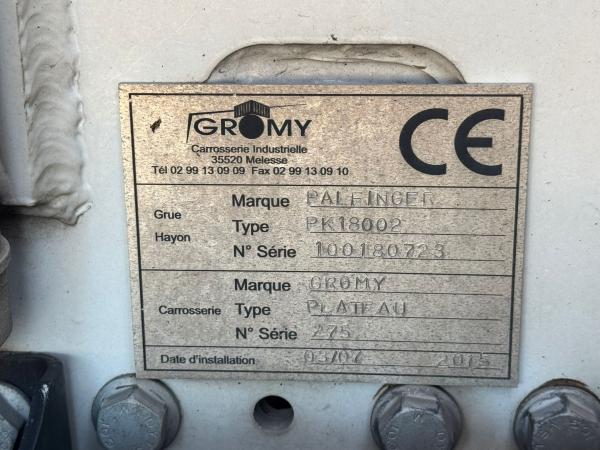 GROMY
Carrosserie Industrielle
35520 Melesse
Tél 02 99 13 09 09 Fax 02 99 13 09 10
CE
Grue
Hayon
Marque PALFINGER
Type PK18002
N° Série 100180723
Carrosserie
Marque GROMY
Type PLATEAU
N° Série 275
Date d'installation 03/07 2015